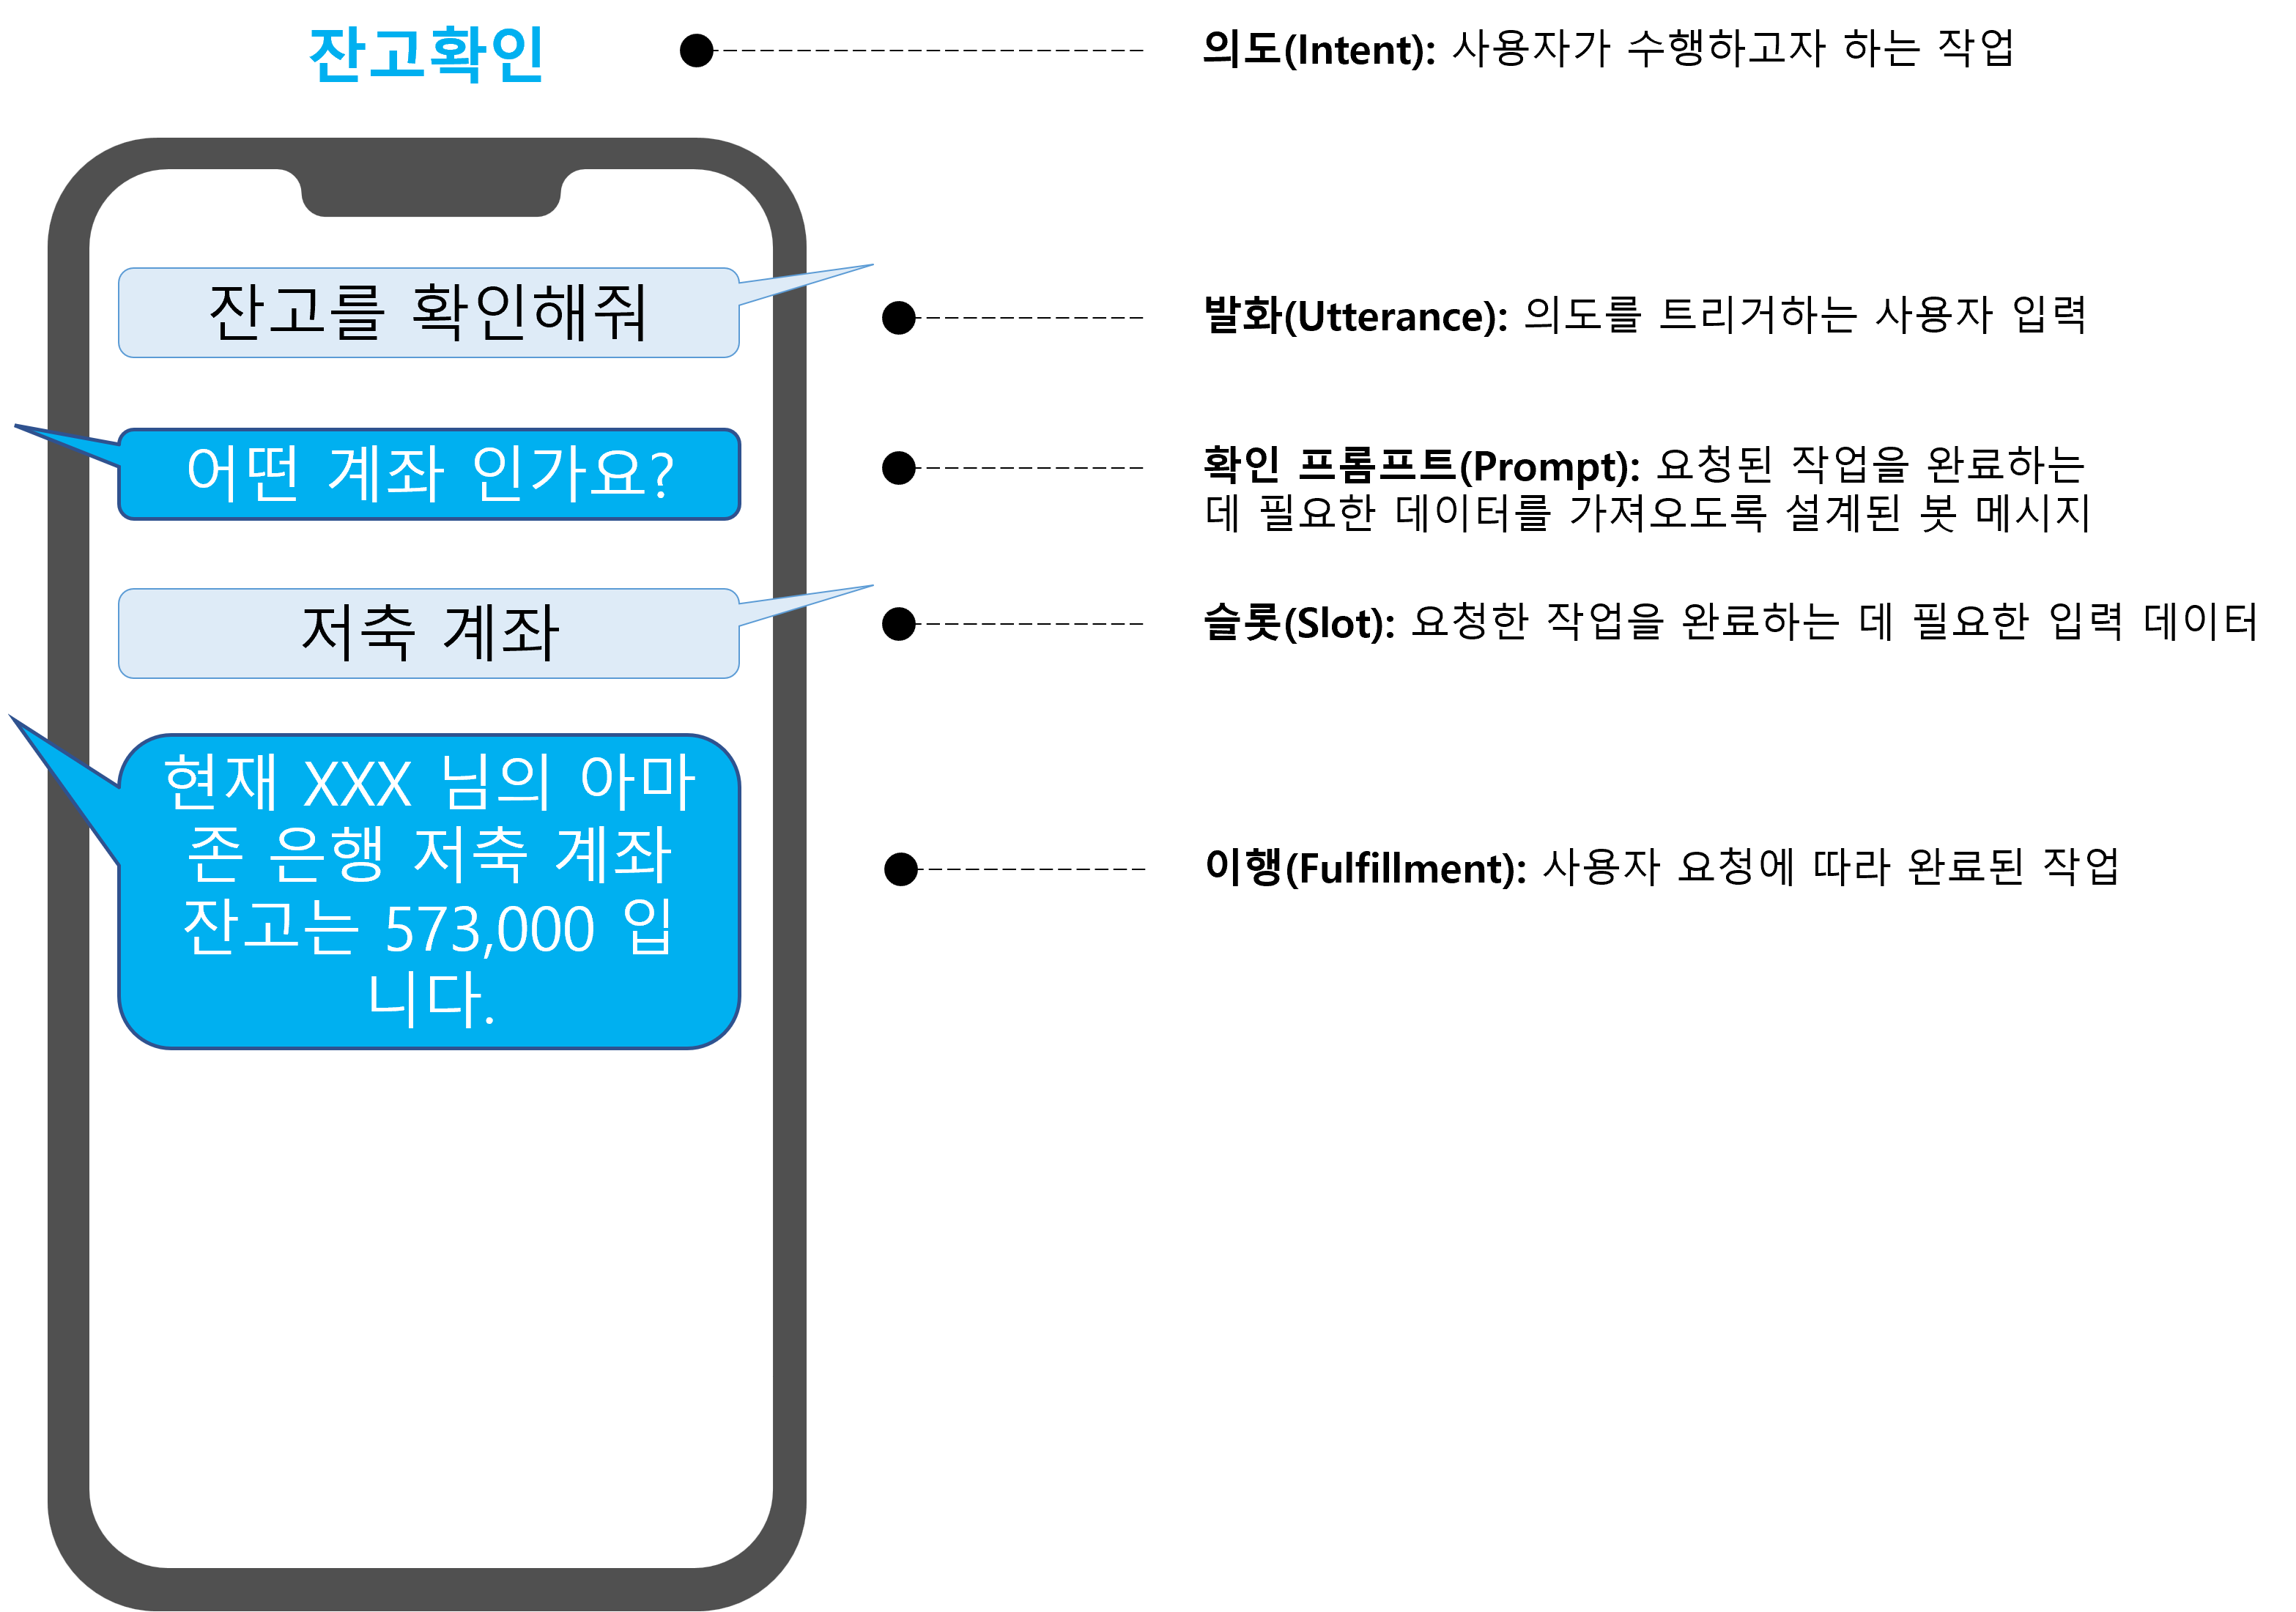 잔고확인
의도(Intent): 사용자가 수행하고자 하는 작업
잔고를 확인해줘
발화(Utterance): 의도를 트리거하는 사용자 입력
어떤 계좌 인가요?
확인 프롬프트(Prompt): 요청된 작업을 완료하는
데 필요한 데이터를 가져오도록 설계된 봇 메시지
저축 계좌
슬롯(Slot): 요청한 작업을 완료하는 데 필요한 입력 데이터
현재 XXX 님의 아마
존 은행 저축 계좌
잔고는 573,000 입
니다.
이행(Fulfillment): 사용자 요청에 따라 완료된 작업